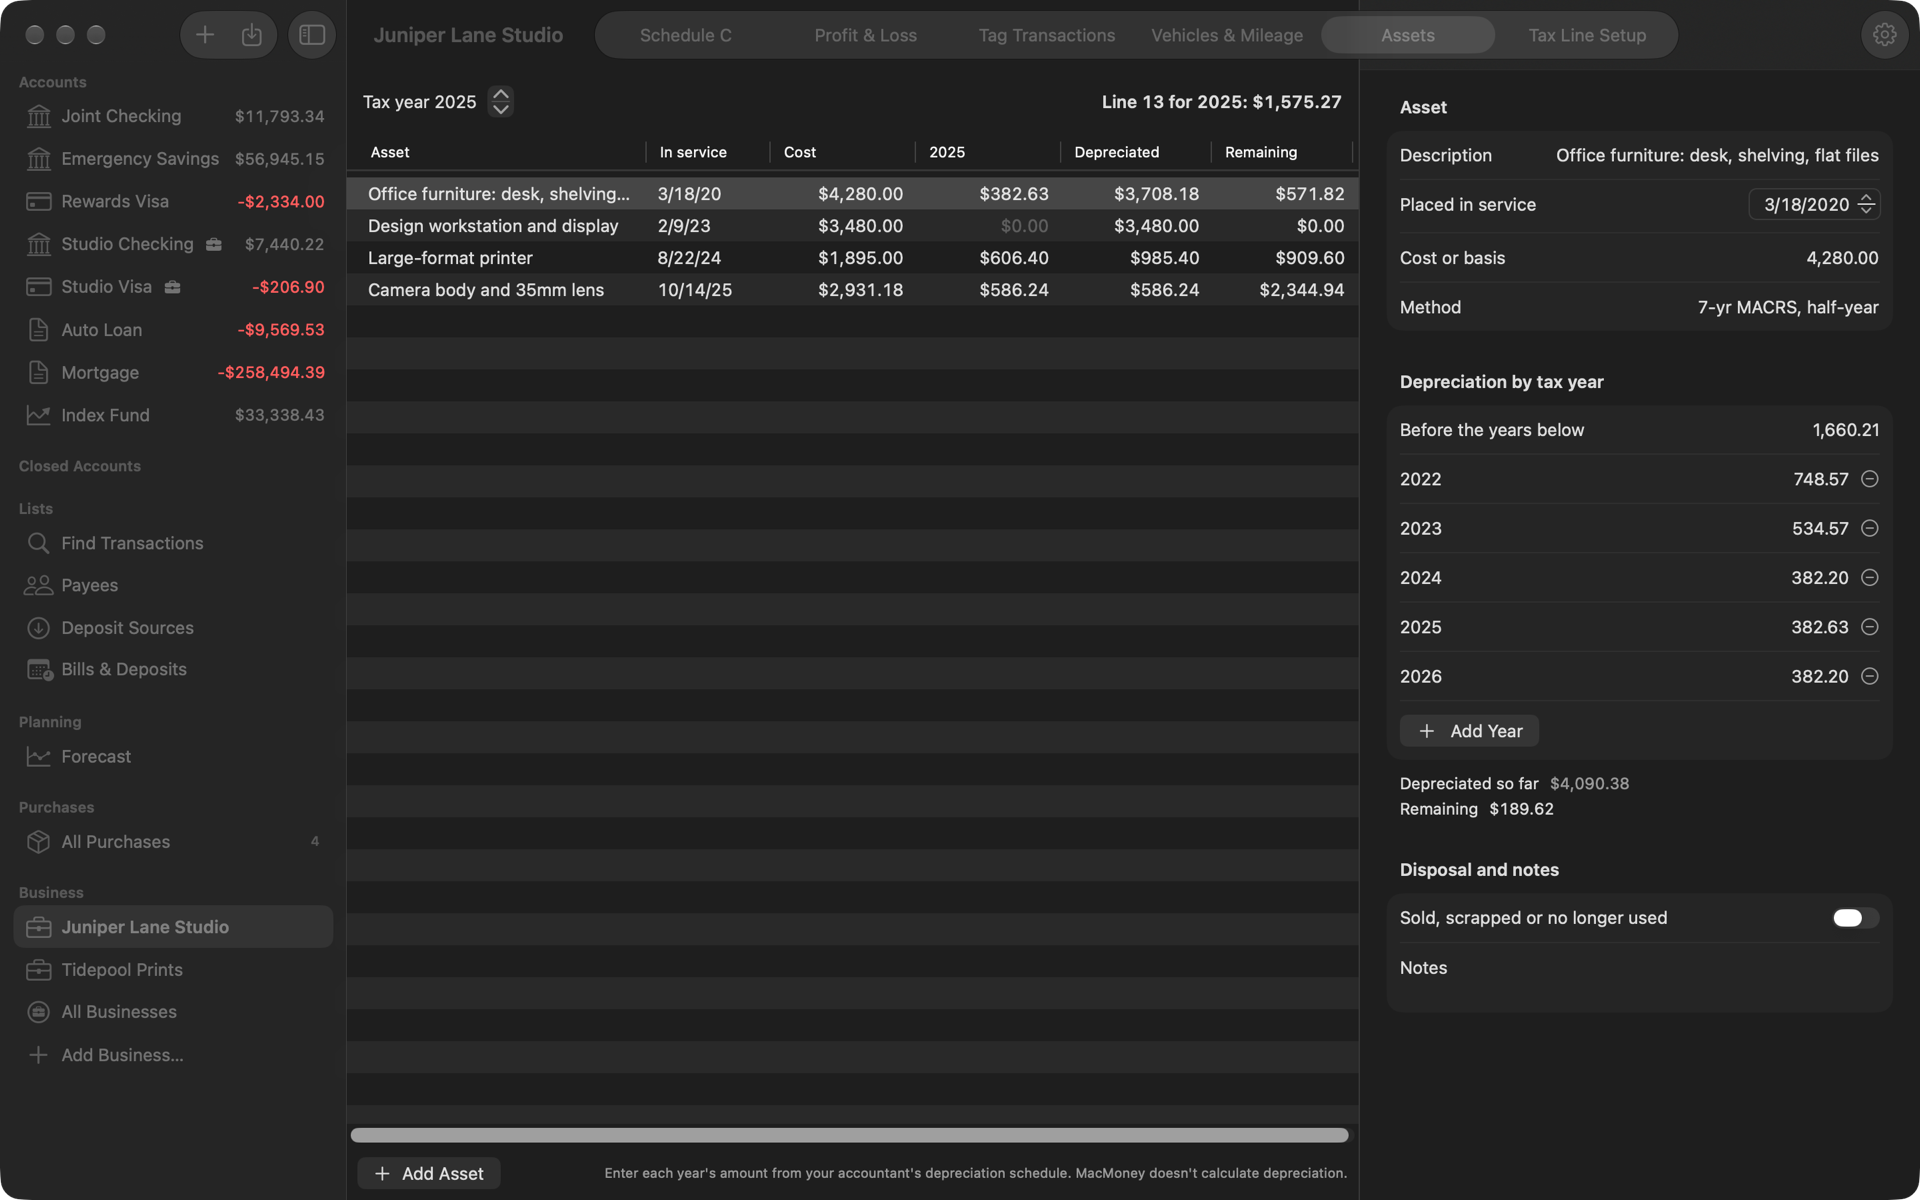 Juniper Lane Studio
Schedule C
Profit & Loss
Tag Transactions
Vehicles & Mileage
Assets
Tax Line Setup
Accounts
Joint Checking $11,793.34
Emergency Savings $56,945.15
Rewards Visa -$2,334.00
Studio Checking $7,440.22
Studio Visa -$206.90
Auto Loan -$9,569.53
Mortgage -$258,494.39
Index Fund $33,338.43
Closed Accounts
Lists
Find Transactions
Payees
Deposit Sources
Bills & Deposits
Planning
Forecast
Purchases
All Purchases 4
Business
Juniper Lane Studio
Tidepool Prints
All Businesses
Add Business...
Tax year 2025
Line 13 for 2025: $1,575.27
Asset In service Cost 2025 Depreciated Remaining
Office furniture: desk, shelving... 3/18/20 $4,280.00 $382.63 $3,708.18 $571.82
Design workstation and display 2/9/23 $3,480.00 $0.00 $3,480.00 $0.00
Large-format printer 8/22/24 $1,895.00 $606.40 $985.40 $909.60
Camera body and 35mm lens 10/14/25 $2,931.18 $586.24 $586.24 $2,344.94
Add Asset
Enter each year's amount from your accountant's depreciation schedule. MacMoney doesn't calculate depreciation.
Asset
Description Office furniture: desk, shelving, flat files
Placed in service 3/18/2020
Cost or basis 4,280.00
Method 7-yr MACRS, half-year
Depreciation by tax year
Before the years below 1,660.21
2022 748.57
2023 534.57
2024 382.20
2025 382.63
2026 382.20
Add Year
Depreciated so far $4,090.38
Remaining $189.62
Disposal and notes
Sold, scrapped or no longer used
Notes